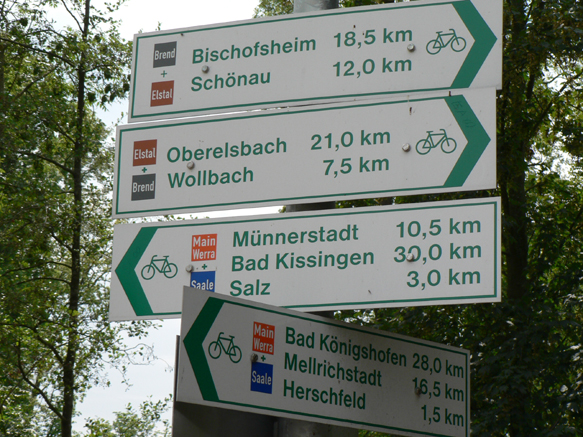 Brend
+
Elstal
Bischofsheim 18,5 km
Schönau 12,0 km
Elstal
+
Brend
Oberelsbach 21,0 km
Wollbach 7,5 km
Main
Werra
+
Saale
Münnerstadt 10,5 km
Bad Kissingen 30,0 km
Salz 3,0 km
Main
Werra
+
Saale
Bad Königshofen 28,0 km
Mellrichstadt 16,5 km
Herschfeld 1,5 km